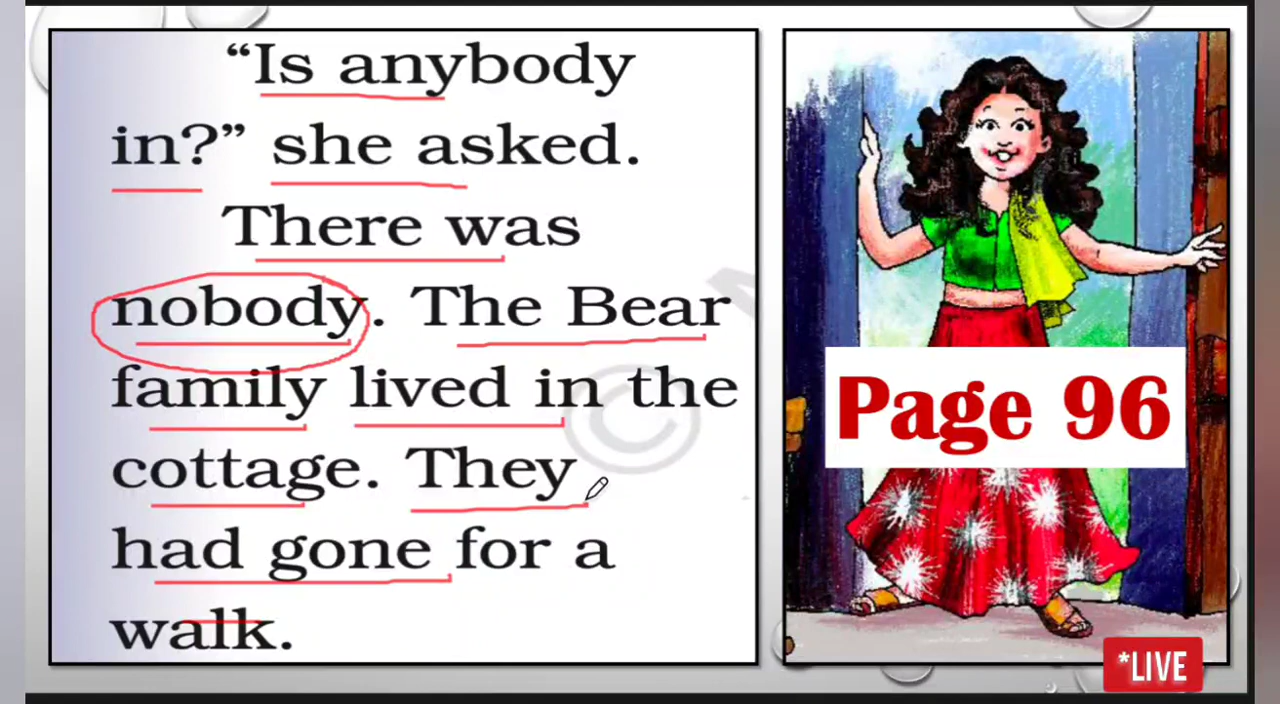 “Is anybody
in?” she asked.
There was
nobody. The Bear
family lived in the
cottage. They
had gone for a
walk.
Page 96
*LIVE